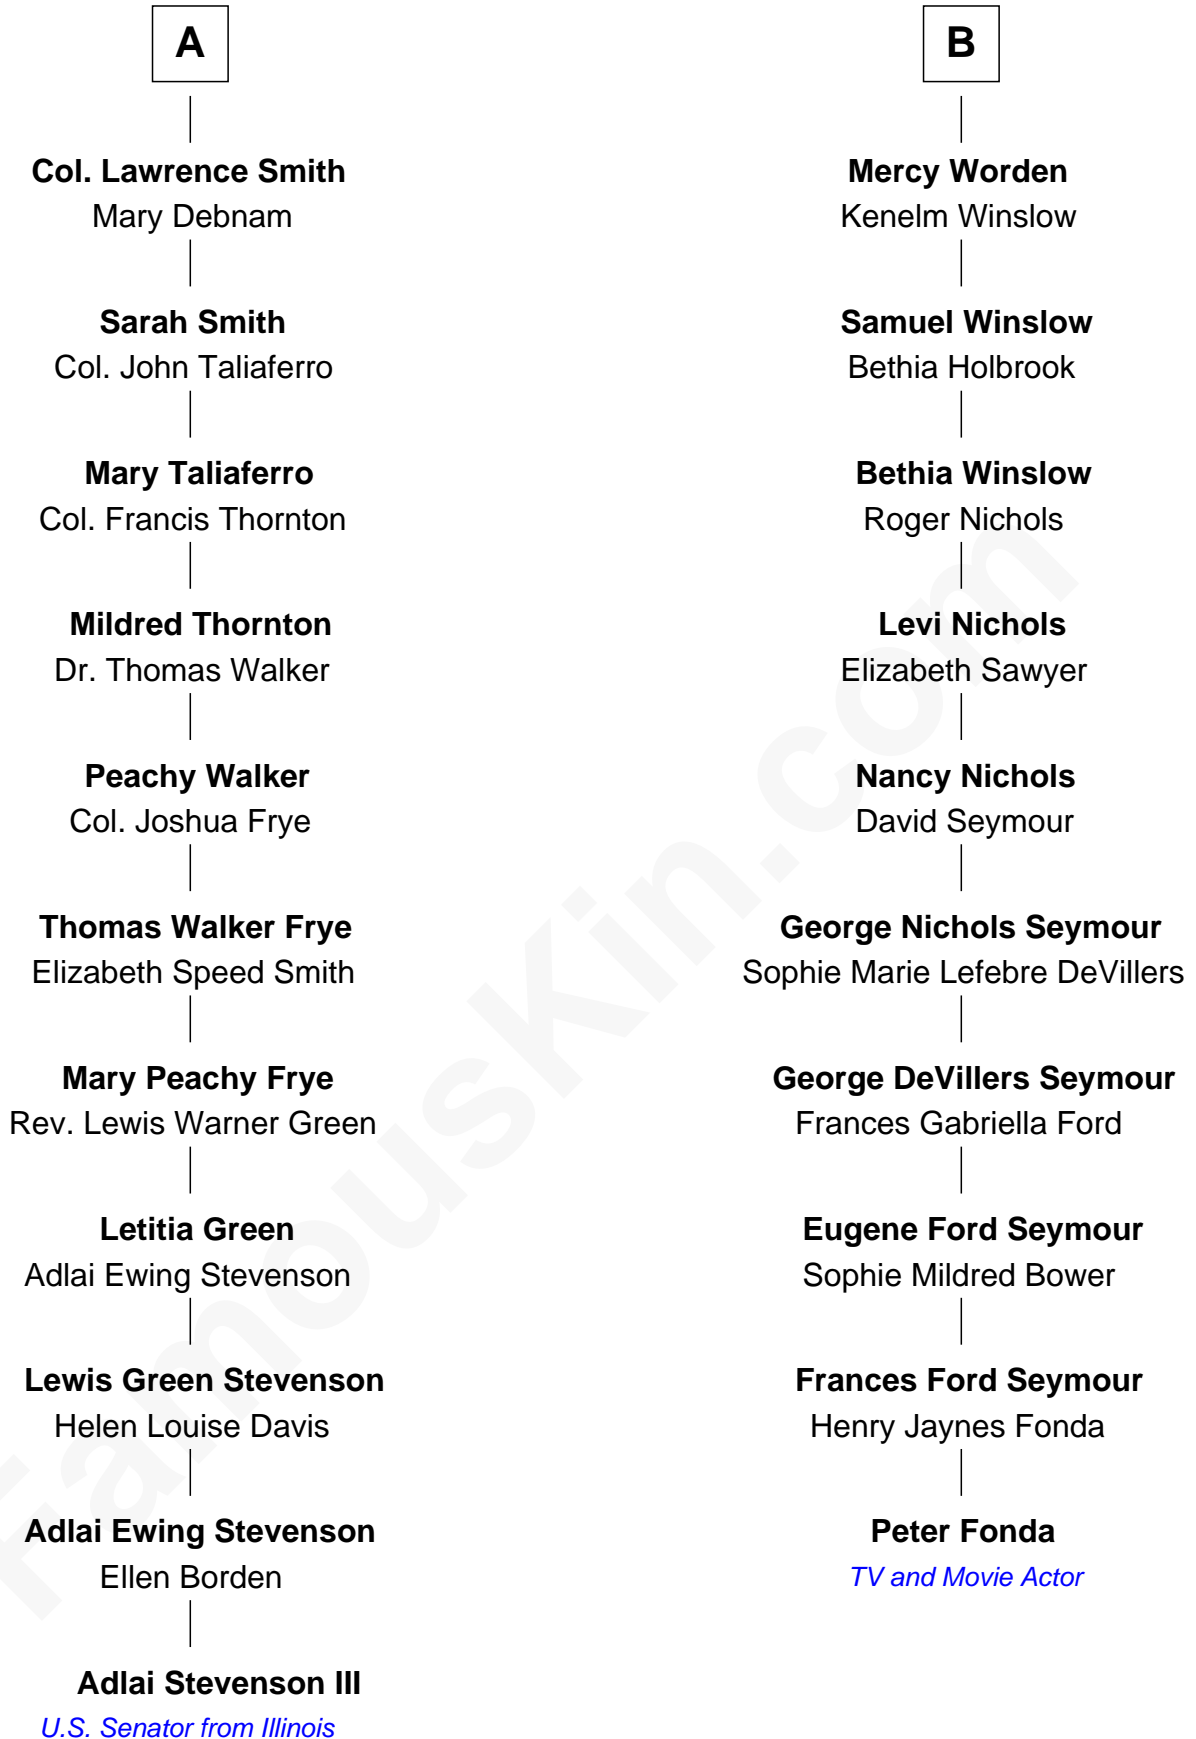 A
Col. Lawrence Smith
Mary Debnam
Sarah Smith
Col. John Taliaferro
Mary Taliaferro
Col. Francis Thornton
Mildred Thornton
Dr. Thomas Walker
Peachy Walker
Col. Joshua Frye
Thomas Walker Frye
Elizabeth Speed Smith
Mary Peachy Frye
Rev. Lewis Warner Green
Letitia Green
Adlai Ewing Stevenson
Lewis Green Stevenson
Helen Louise Davis
Adlai Ewing Stevenson
Ellen Borden
Adlai Stevenson III
U.S. Senator from Illinois
B
Mercy Worden
Kenelm Winslow
Samuel Winslow
Bethia Holbrook
Bethia Winslow
Roger Nichols
Levi Nichols
Elizabeth Sawyer
Nancy Nichols
David Seymour
George Nichols Seymour
Sophie Marie Lefebre DeVillers
George DeVillers Seymour
Frances Gabriella Ford
Eugene Ford Seymour
Sophie Mildred Bower
Frances Ford Seymour
Henry Jaynes Fonda
Peter Fonda
TV and Movie Actor
FamousKin.com